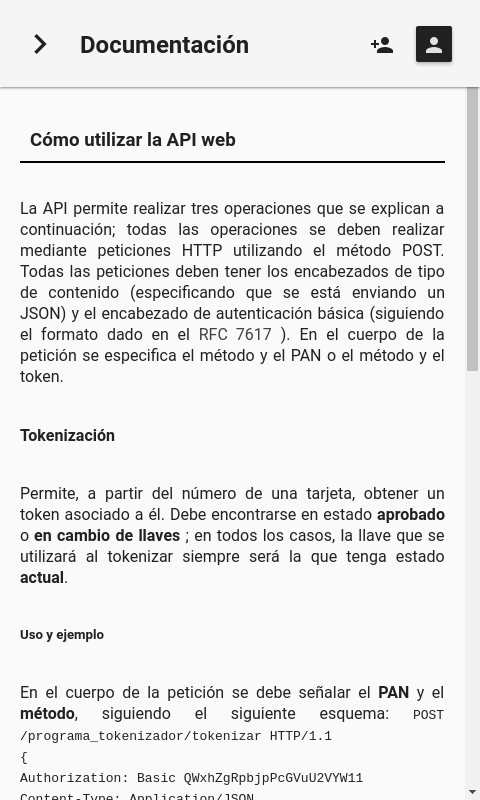 Documentación
Cómo utilizar la API web
La API permite realizar tres operaciones que se explican a
continuación; todas las operaciones se deben realizar
mediante peticiones HTTP utilizando el método POST.
Todas las peticiones deben tener los encabezados de tipo
de contenido (especificando que se está enviando un
JSON) y el encabezado de autenticación básica (siguiendo
el formato dado en el RFC 7617 ). En el cuerpo de la
petición se especifica el método y el PAN o el método y el
token.
Tokenización
Permite, a partir del número de una tarjeta, obtener un
token asociado a él. Debe encontrarse en estado aprobado
o en cambio de llaves ; en todos los casos, la llave que se
utilizará al tokenizar siempre será la que tenga estado
actual.
Uso y ejemplo
En el cuerpo de la petición se debe señalar el PAN y el
método, siguiendo el siguiente esquema: POST
/programa_tokenizador/tokenizar HTTP/1.1
{
Authorization: Basic QWxhZgRpbjpPcGVuU2VYW11
Content-Type: Application/JSON